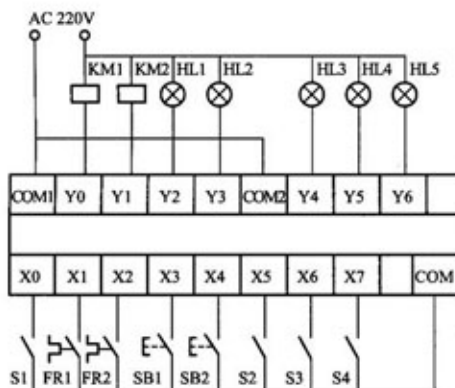 AC 220V
KM1 KM2 HL1 HL2 HL3 HL4 HL5
COM1 Y0 Y1 Y2 Y3 COM2 Y4 Y5 Y6
X0 X1 X2 X3 X4 X5 X6 X7 COM
S1 FR1 FR2 SB1 SB2 S2 S3 S4